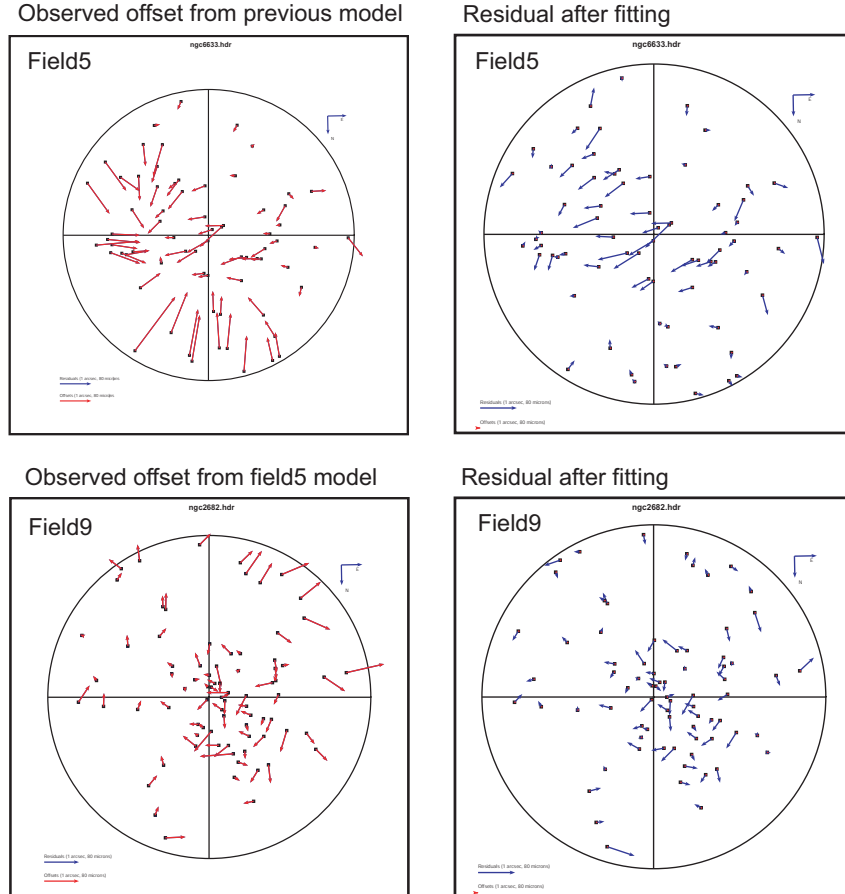 Observed offset from previous model
Residual after fitting
ngc6633.hdr
Field5
E
N
Residuals (1 arcsec, 80 microns)
Offsets (1 arcsec, 80 microns)
ngc6633.hdr
Field5
E
N
Residuals (1 arcsec, 80 microns)
Offsets (1 arcsec, 80 microns)
Observed offset from field5 model
Residual after fitting
ngc2682.hdr
Field9
E
N
Residuals (1 arcsec, 80 microns)
Offsets (1 arcsec, 80 microns)
ngc2682.hdr
Field9
E
N
Residuals (1 arcsec, 80 microns)
Offsets (1 arcsec, 80 microns)